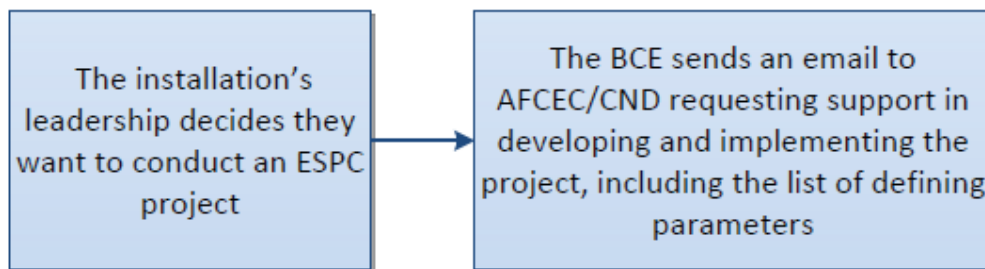 The installation’s
leadership decides they
want to conduct an ESPC
project
The BCE sends an email to
AFCEC/CND requesting support in
developing and implementing the
project, including the list of defining
parameters